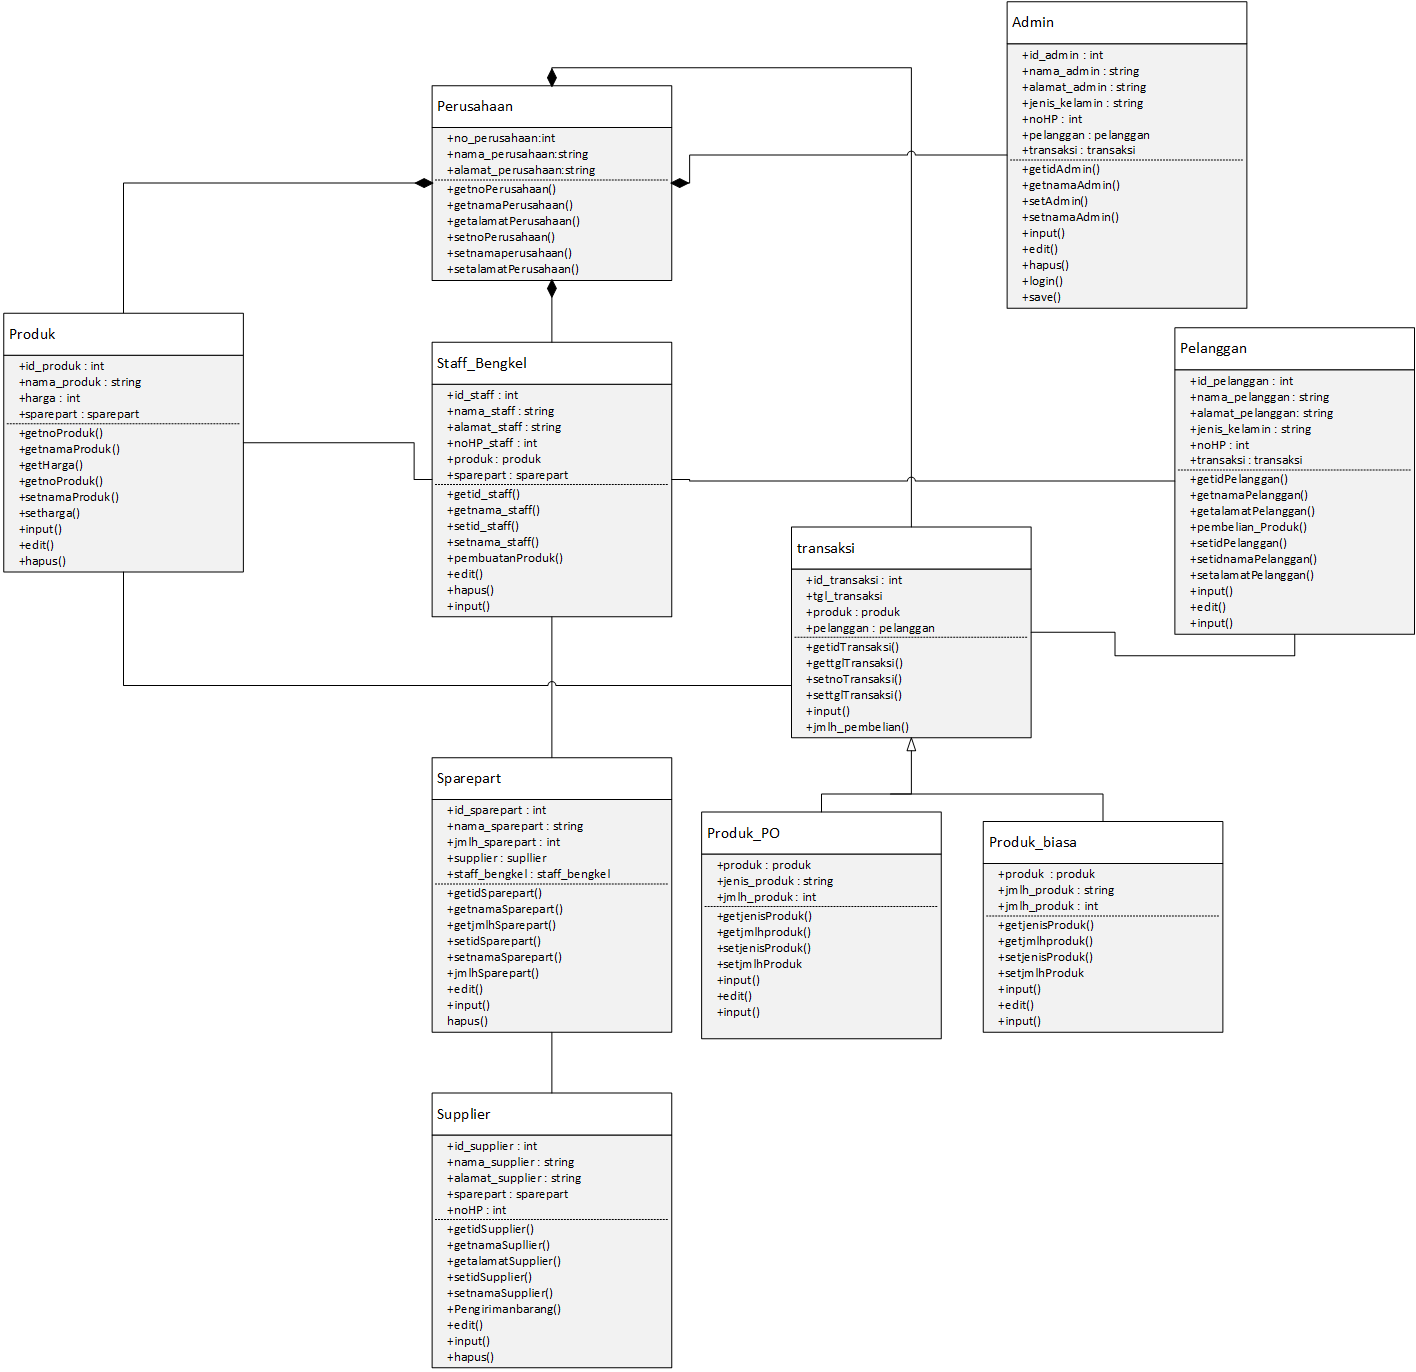 Admin
+id_admin : int
+nama_admin : string
+alamat_admin : string
+jenis_kelamin : string
+noHP : int
+pelanggan : pelanggan
+transaksi : transaksi
+getidAdmin()
+getnamaAdmin()
+setAdmin()
+setnamaAdmin()
+input()
+edit()
+hapus()
+login()
+save()
Perusahaan
+no_perusahaan:int
+nama_perusahaan:string
+alamat_perusahaan:string
+getnoPerusahaan()
+getnamaPerusahaan()
+getalamatPerusahaan()
+setnoPerusahaan()
+setnamaperusahaan()
+setalamatPerusahaan()
Produk
+id_produk : int
+nama_produk : string
+harga : int
+sparepart : sparepart
+getnoProduk()
+getnamaProduk()
+getHarga()
+getnoProduk()
+setnamaProduk()
+setharga()
+input()
+edit()
+hapus()
Staff_Bengkel
+id_staff : int
+nama_staff : string
+alamat_staff : string
+noHP_staff : int
+produk : produk
+sparepart : sparepart
+getid_staff()
+getnama_staff()
+setid_staff()
+setnama_staff()
+pembuatanProduk()
+edit()
+hapus()
+input()
Pelanggan
+id_pelanggan : int
+nama_pelanggan : string
+alamat_pelanggan: string
+jenis_kelamin : string
+noHP : int
+transaksi : transaksi
+getidPelanggan()
+getnamaPelanggan()
+getalamatPelanggan()
+pembelian_Produk()
+setidPelanggan()
+setidnamaPelanggan()
+setalamatPelanggan()
+input()
+edit()
+input()
transaksi
+id_transaksi : int
+tgl_transaksi
+produk : produk
+pelanggan : pelanggan
+getidTransaksi()
+gettglTransaksi()
+setnoTransaksi()
+settglTransaksi()
+input()
+jmlh_pembelian()
Sparepart
+id_sparepart : int
+nama_sparepart : string
+jmlh_sparepart : int
+supplier : supllier
+staff_bengkel : staff_bengkel
+getidSparepart()
+getnamaSparepart()
+getjmlhSparepart()
+setidSparepart()
+setnamaSparepart()
+jmlhSparepart()
+edit()
+input()
hapus()
Produk_PO
+produk : produk
+jenis_produk : string
+jmlh_produk : int
+getjenisProduk()
+getjmlhproduk()
+setjenisProduk()
+setjmlhProduk
+input()
+edit()
+input()
Produk_biasa
+produk : produk
+jmlh_produk : string
+jmlh_produk : int
+getjenisProduk()
+getjmlhproduk()
+setjenisProduk()
+setjmlhProduk
+input()
+edit()
+input()
Supplier
+id_supplier : int
+nama_supplier : string
+alamat_supplier : string
+sparepart : sparepart
+noHP : int
+getidSupplier()
+getnamaSupllier()
+getalamatSupplier()
+setidSupplier()
+setnamaSupplier()
+Pengirimanbarang()
+edit()
+input()
+hapus()